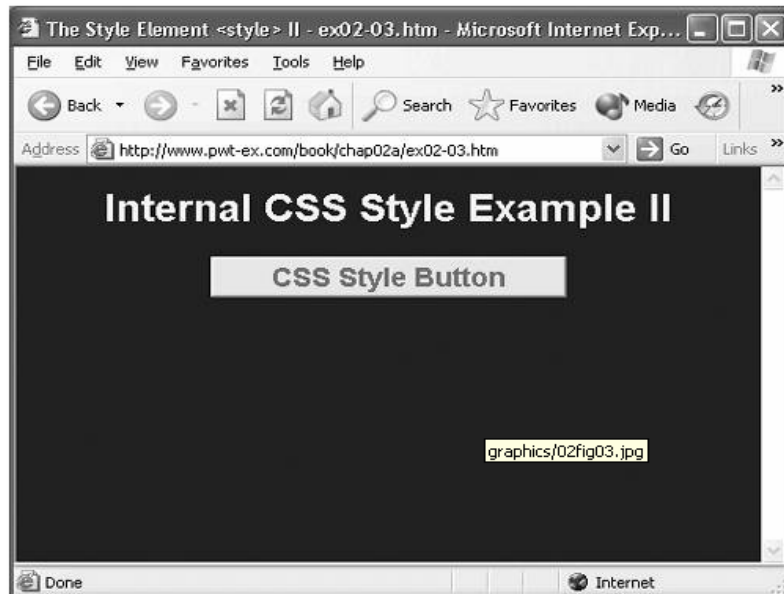 The Style Element <style> II - ex02-03.htm - Microsoft Internet Exp...
File Edit View Favorites Tools Help
Back Search Favorites Media
Address http://www.pwt-ex.com/book/chap02a/ex02-03.htm Go Links
Internal CSS Style Example II
CSS Style Button
graphics/02fig03.jpg
Done Internet